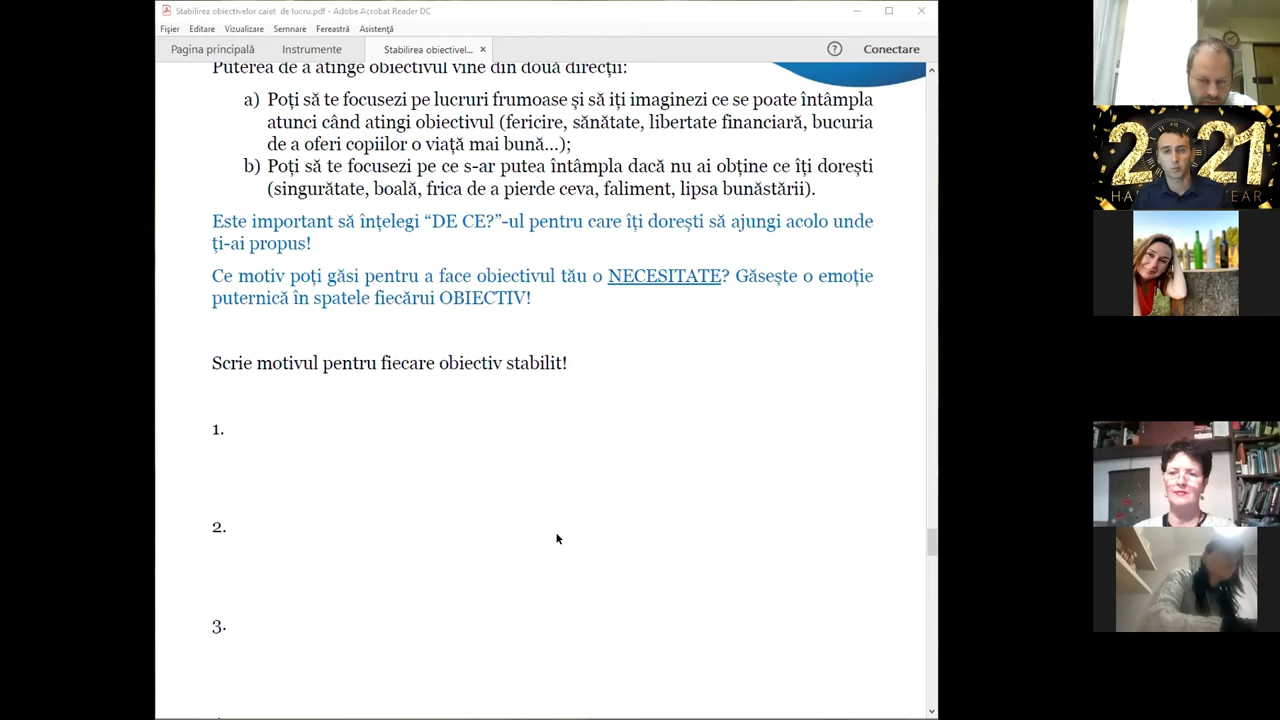 Stabilirea obiectivelor caiet de lucru.pdf - Adobe Acrobat Reader DC
Fișier Editare Vizualizare Semnare Fereastră Asistență
Pagina principală Instrumente Stabilirea obiectivel... × ? Conectare
Puterea de a atinge obiectivul vine din două direcții:
a) Poți să te focusezi pe lucruri frumoase și să iți imaginezi ce se poate întâmpla
atunci când atingi obiectivul (fericire, sănătate, libertate financiară, bucuria
de a oferi copiilor o viață mai bună…);
b) Poți să te focusezi pe ce s-ar putea întâmpla dacă nu ai obține ce îți dorești
(singurătate, boală, frica de a pierde ceva, faliment, lipsa bunăstării).
Este important să înțelegi “DE CE?”-ul pentru care îți dorești să ajungi acolo unde
ți-ai propus!
Ce motiv poți găsi pentru a face obiectivul tău o NECESITATE? Găsește o emoție
puternică în spatele fiecărui OBIECTIV!
Scrie motivul pentru fiecare obiectiv stabilit!
1.
2.
3.